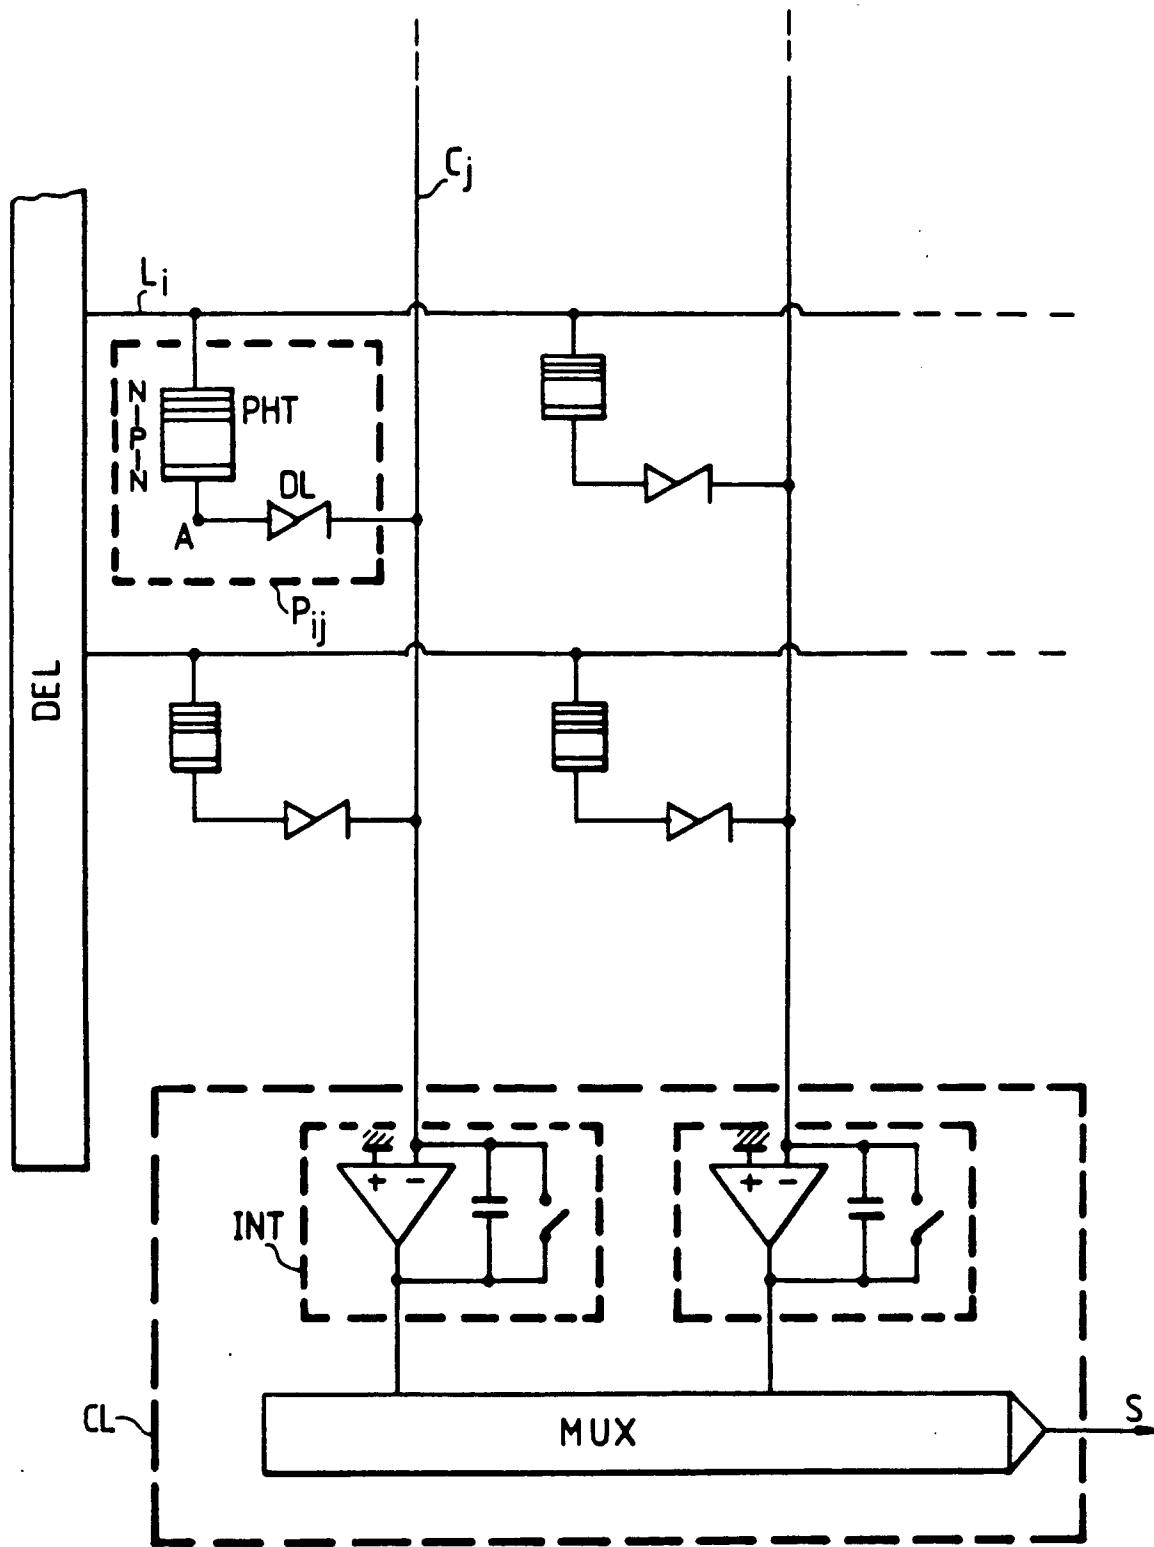 Cj
Li
N-I-P-I-N
PHT
DL
A
Pij
DEL
+ -
+ -
INT
CL
MUX
S